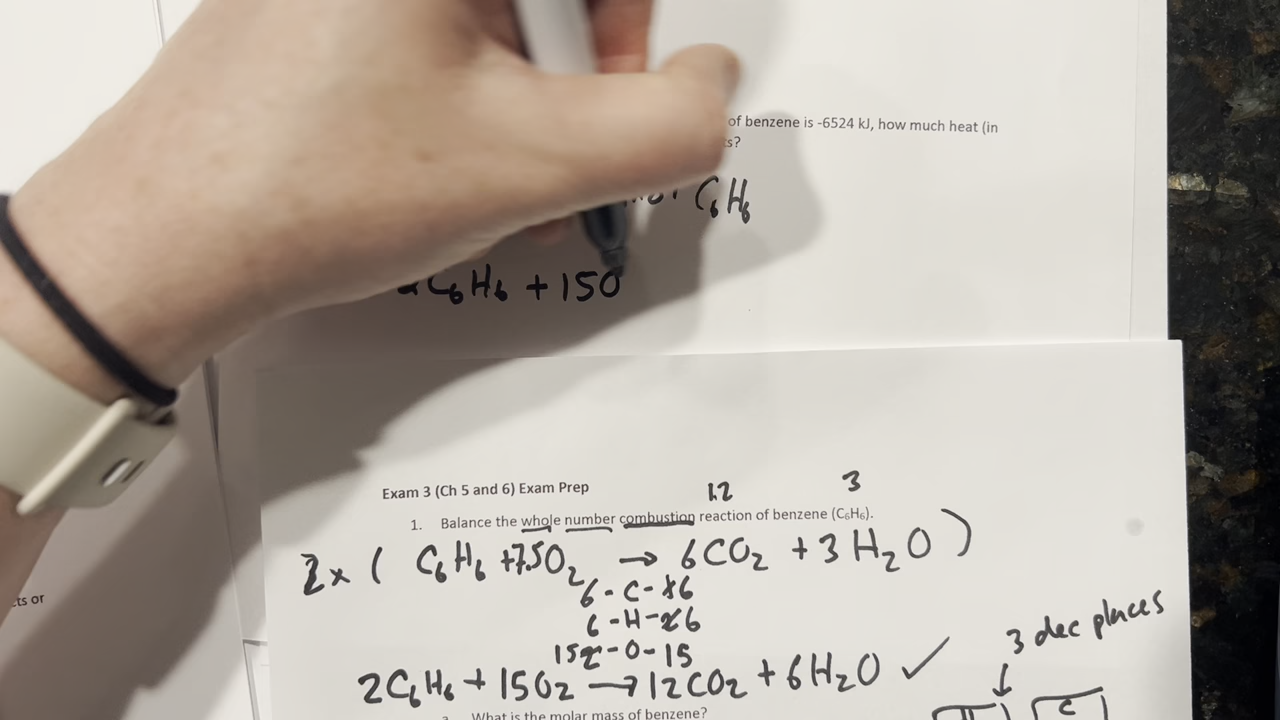 of benzene is -6524 kJ, how much heat (in
s?
C₆H₆
2C₆H₆ + 15O
Exam 3 (Ch 5 and 6) Exam Prep
12 3
1. Balance the whole number combustion reaction of benzene (C₆H₆).
2x ( C₆H₆ +7.5O₂ → 6CO₂ + 3H₂O )
6 - C - 6
6 - H - 6
15 - O - 15
2C₆H₆ + 15O₂ → 12CO₂ + 6H₂O ✓
3 dec places
What is the molar mass of benzene?
ts or